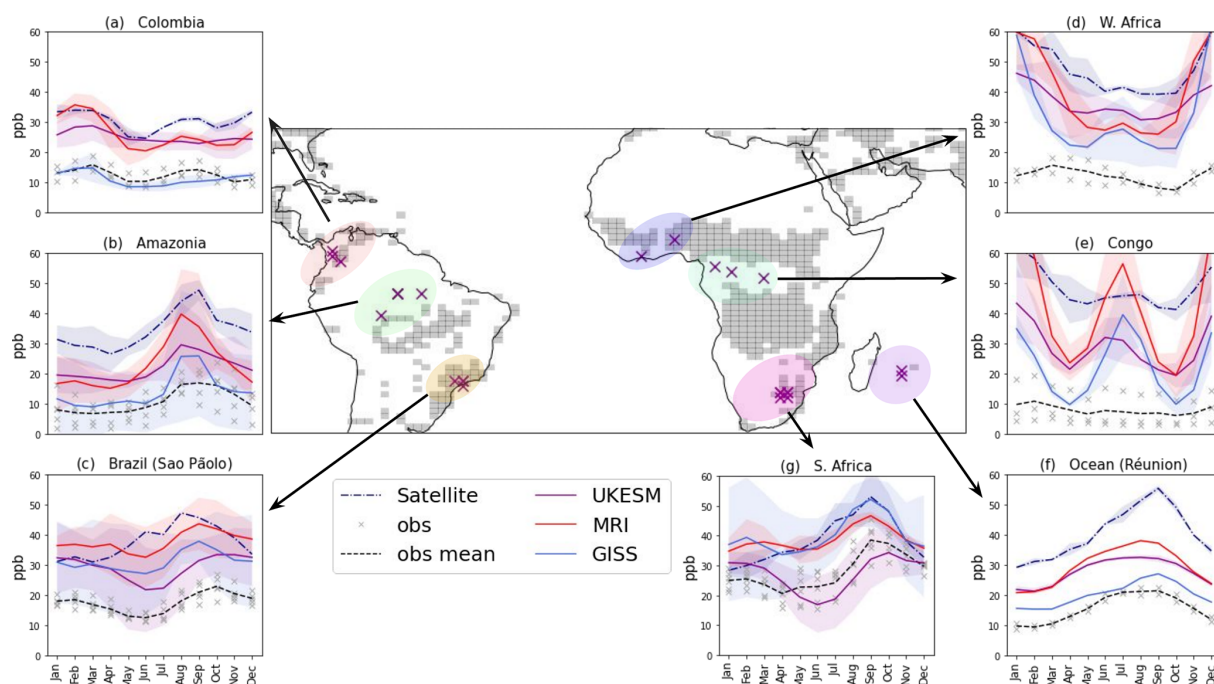 (a) Colombia
60
50
40
30
20
10
0
ppb
(b) Amazonia
60
50
40
30
20
10
0
ppb
(c) Brazil (Sao Pãolo)
60
50
40
30
20
10
0
ppb
Jan
Feb
Mar
Apr
May
Jun
Jul
Aug
Sep
Oct
Nov
Dec
Satellite
obs
obs mean
UKESM
MRI
GISS
(g) S. Africa
60
50
40
30
20
10
0
ppb
Jan
Feb
Mar
Apr
May
Jun
Jul
Aug
Sep
Oct
Nov
Dec
(d) W. Africa
60
50
40
30
20
10
0
ppb
(e) Congo
60
50
40
30
20
10
0
ppb
(f) Ocean (Réunion)
60
50
40
30
20
10
0
ppb
Jan
Feb
Mar
Apr
May
Jun
Jul
Aug
Sep
Oct
Nov
Dec